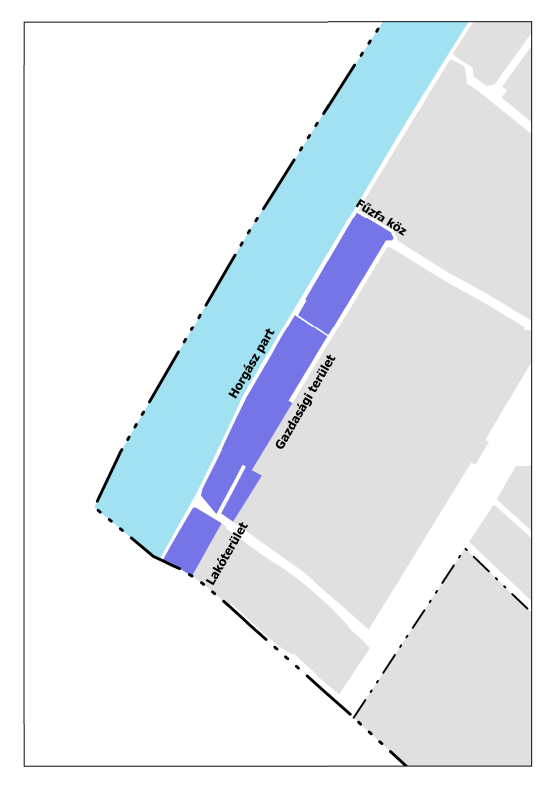 Fűzfa köz
Horgász part
Gazdasági terület
Lakóterület